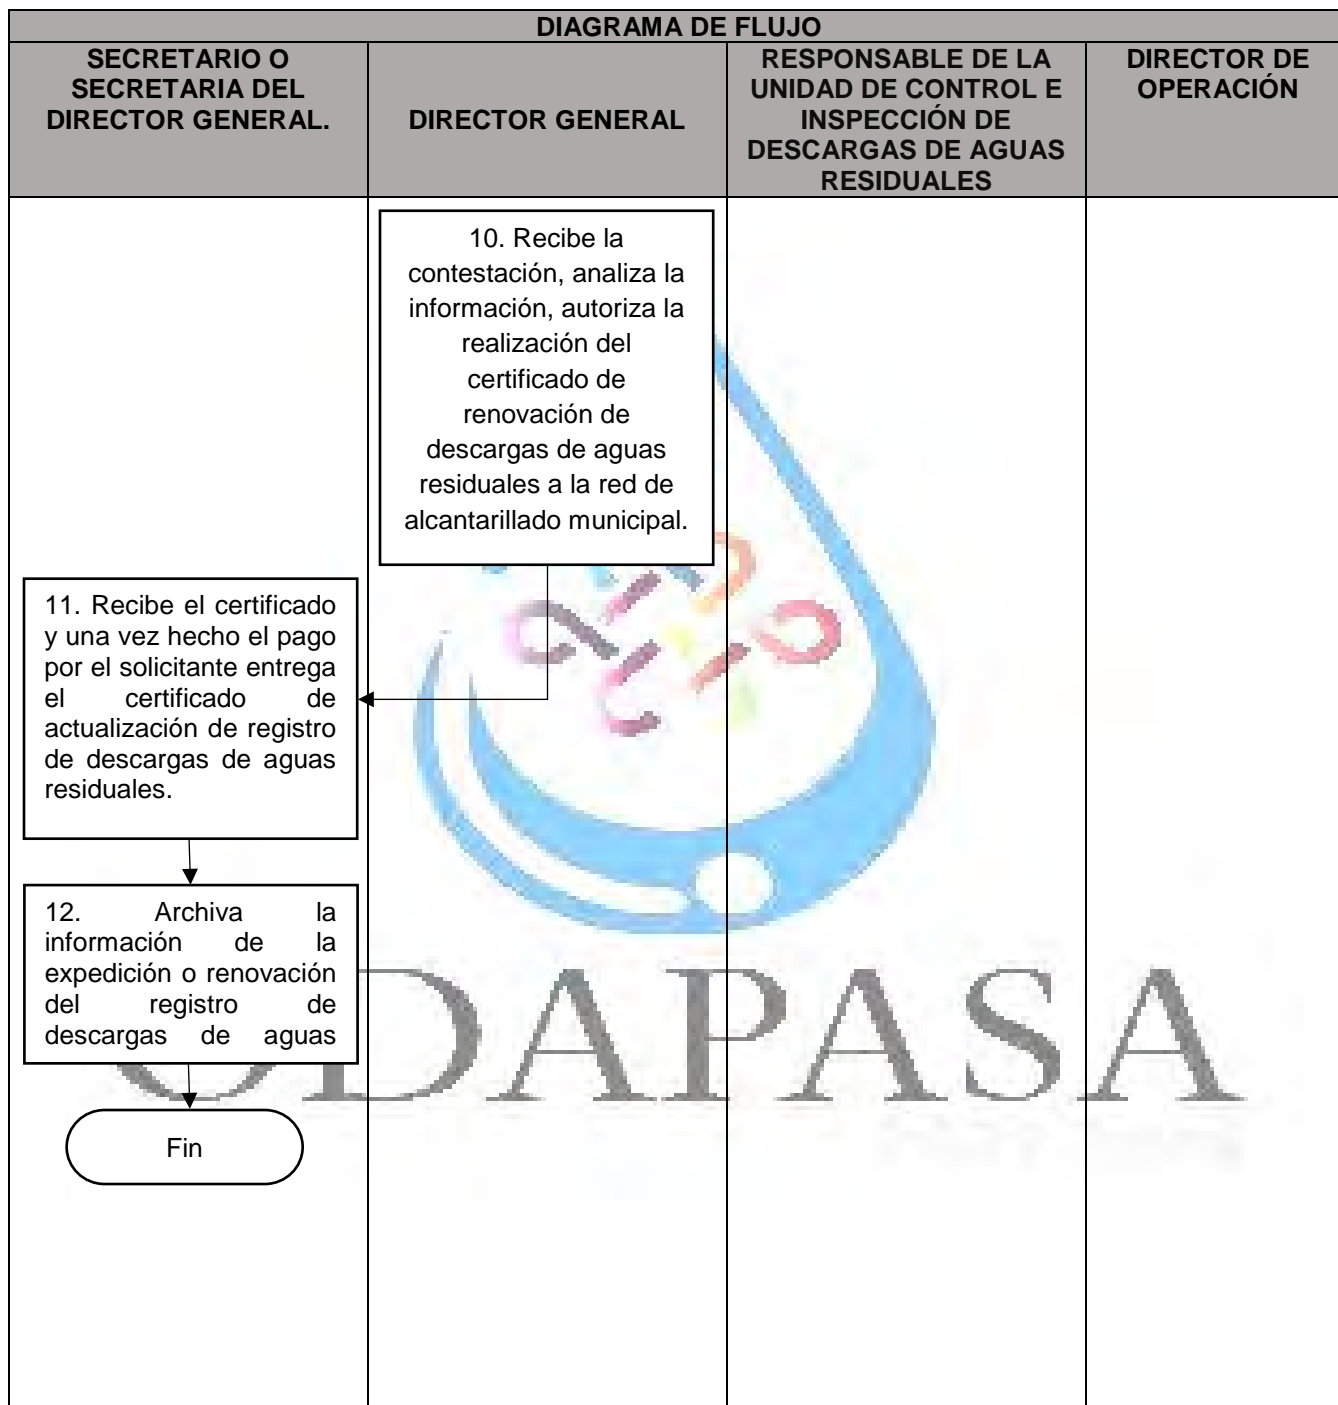 DIAGRAMA DE FLUJO
SECRETARIO O
SECRETARIA DEL
DIRECTOR GENERAL.
DIRECTOR GENERAL
RESPONSABLE DE LA
UNIDAD DE CONTROL E
INSPECCIÓN DE
DESCARGAS DE AGUAS
RESIDUALES
DIRECTOR DE
OPERACIÓN
10. Recibe la
contestación, analiza la
información, autoriza la
realización del
certificado de
renovación de
descargas de aguas
residuales a la red de
alcantarillado municipal.
11. Recibe el certificado
y una vez hecho el pago
por el solicitante entrega
el certificado de
actualización de registro
de descargas de aguas
residuales.
12. Archiva la
información de la
expedición o renovación
del registro de
descargas de aguas
Fin
ODAPASA